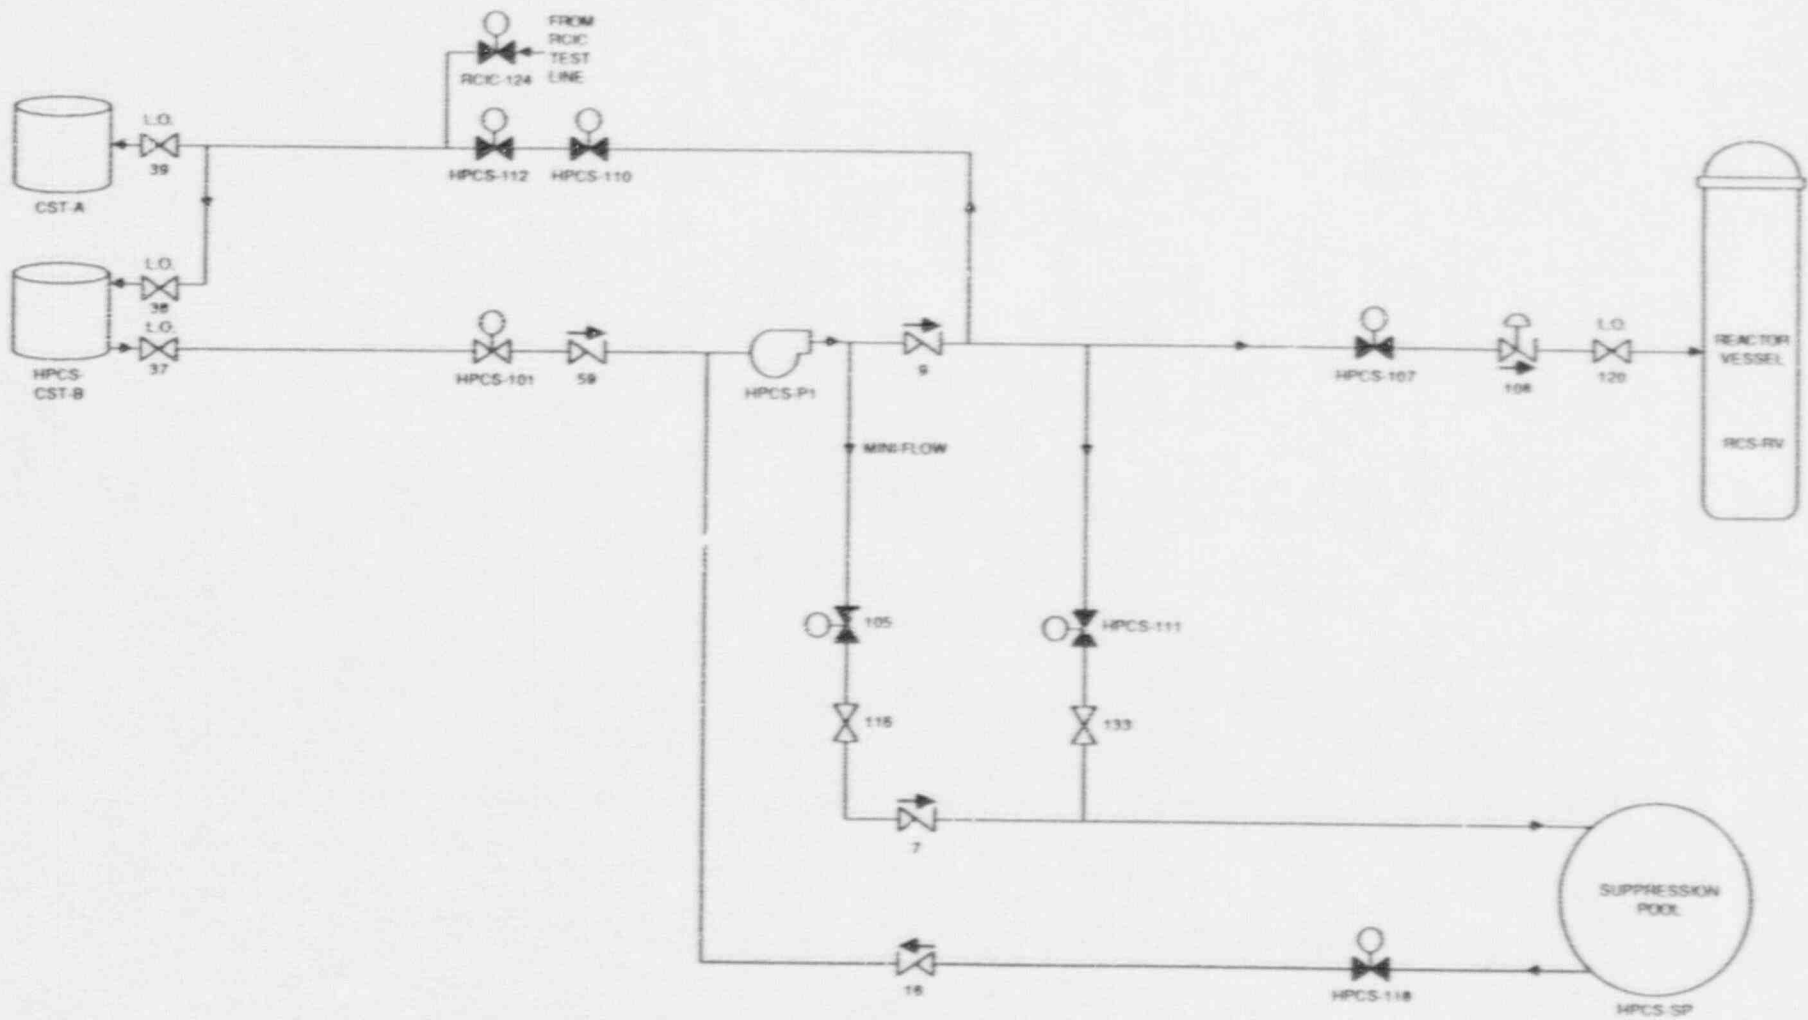 FROM
RCIC
TEST
LINE
RCIC-124
L.O.
39
HPCS-112
HPCS-110
CST-A
L.O.
38
L.O.
37
HPCS-
CST-B
HPCS-101
59
HPCS-P1
9
HPCS-107
108
L.O.
120
REACTOR
VESSEL
RCS-RV
MINI-FLOW
105
HPCS-111
116
133
7
SUPPRESSION
POOL
16
HPCS-118
HPCS-SP